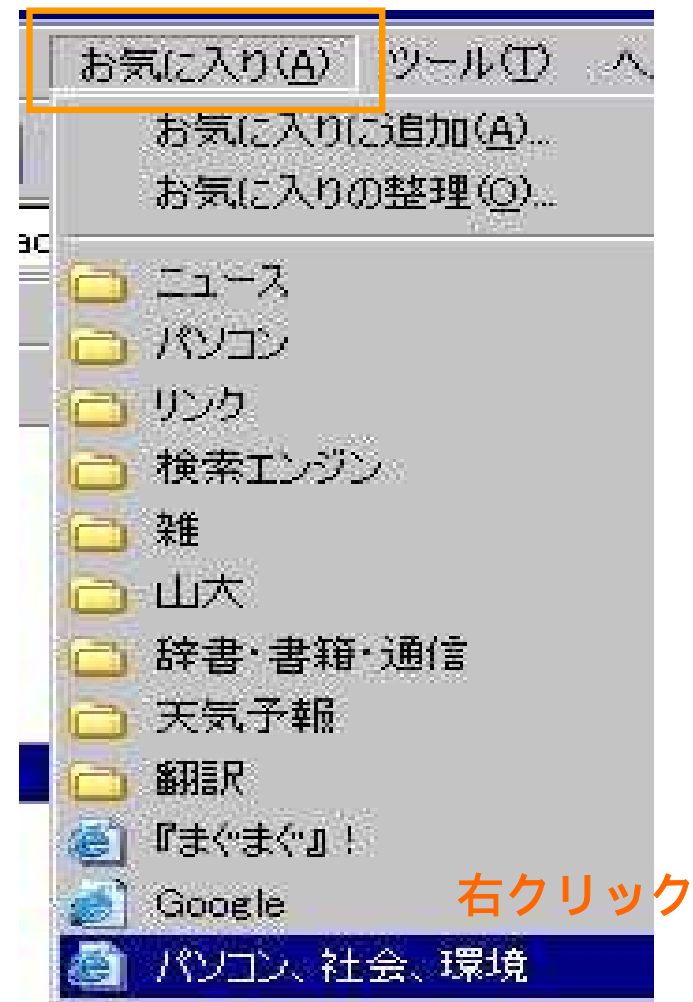 お気に入り(A) ツール(T) ヘ
お気に入りに追加(A)...
お気に入りの整理(O)...
ac
ニュース
パソコン
リンク
検索エンジン
雑
山大
辞書・書籍・通信
天気予報
翻訳
『まぐまぐ』!
Google
右クリック
パソコン、社会、環境